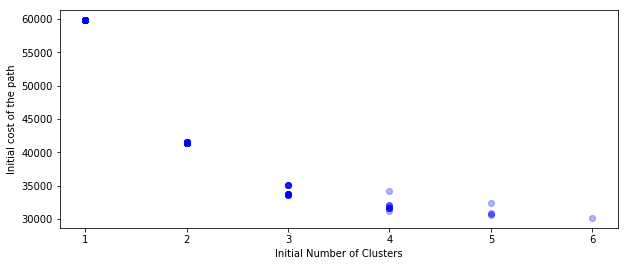 60000
55000
50000
45000
40000
35000
30000
Initial cost of the path
1 2 3 4 5 6
Initial Number of Clusters